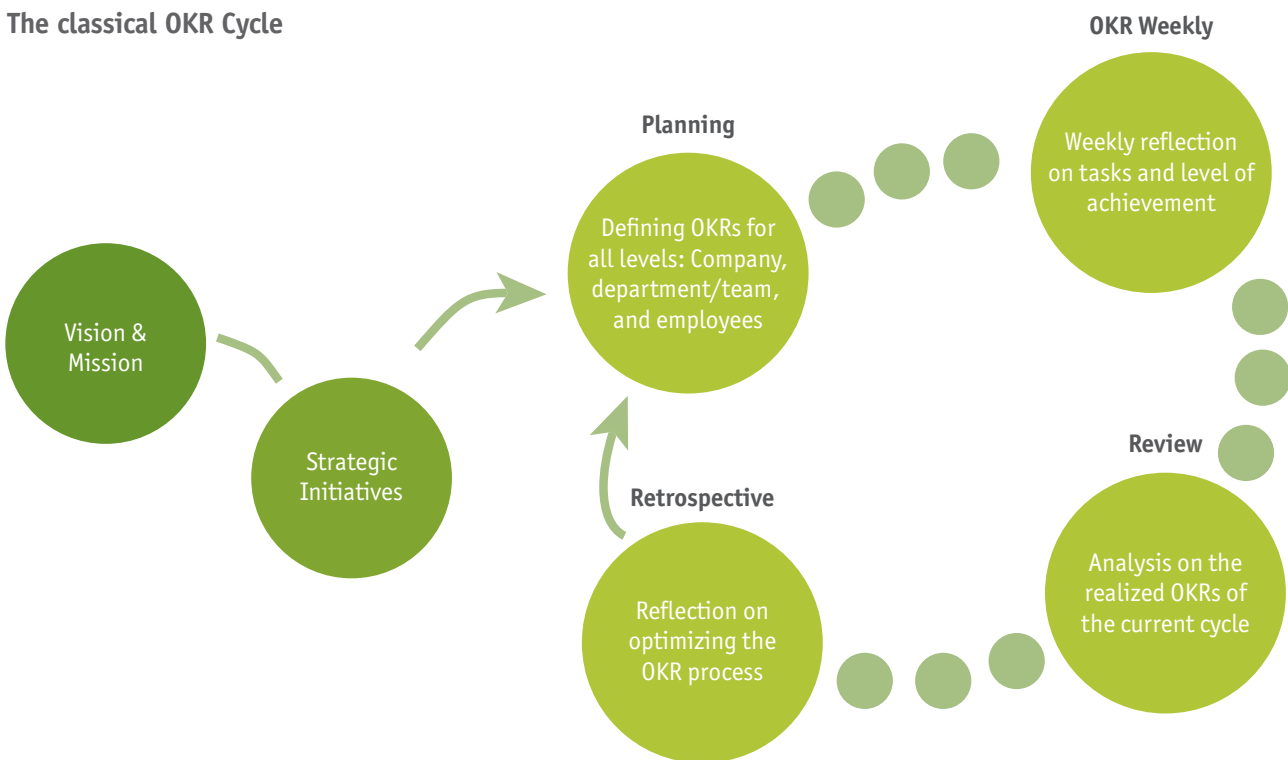 The classical OKR Cycle
Vision &
Mission
Strategic
Initiatives
Planning
Defining OKRs for
all levels: Company,
department/team,
and employees
OKR Weekly
Weekly reflection
on tasks and level of
achievement
Review
Analysis on the
realized OKRs of
the current cycle
Retrospective
Reflection on
optimizing the
OKR process